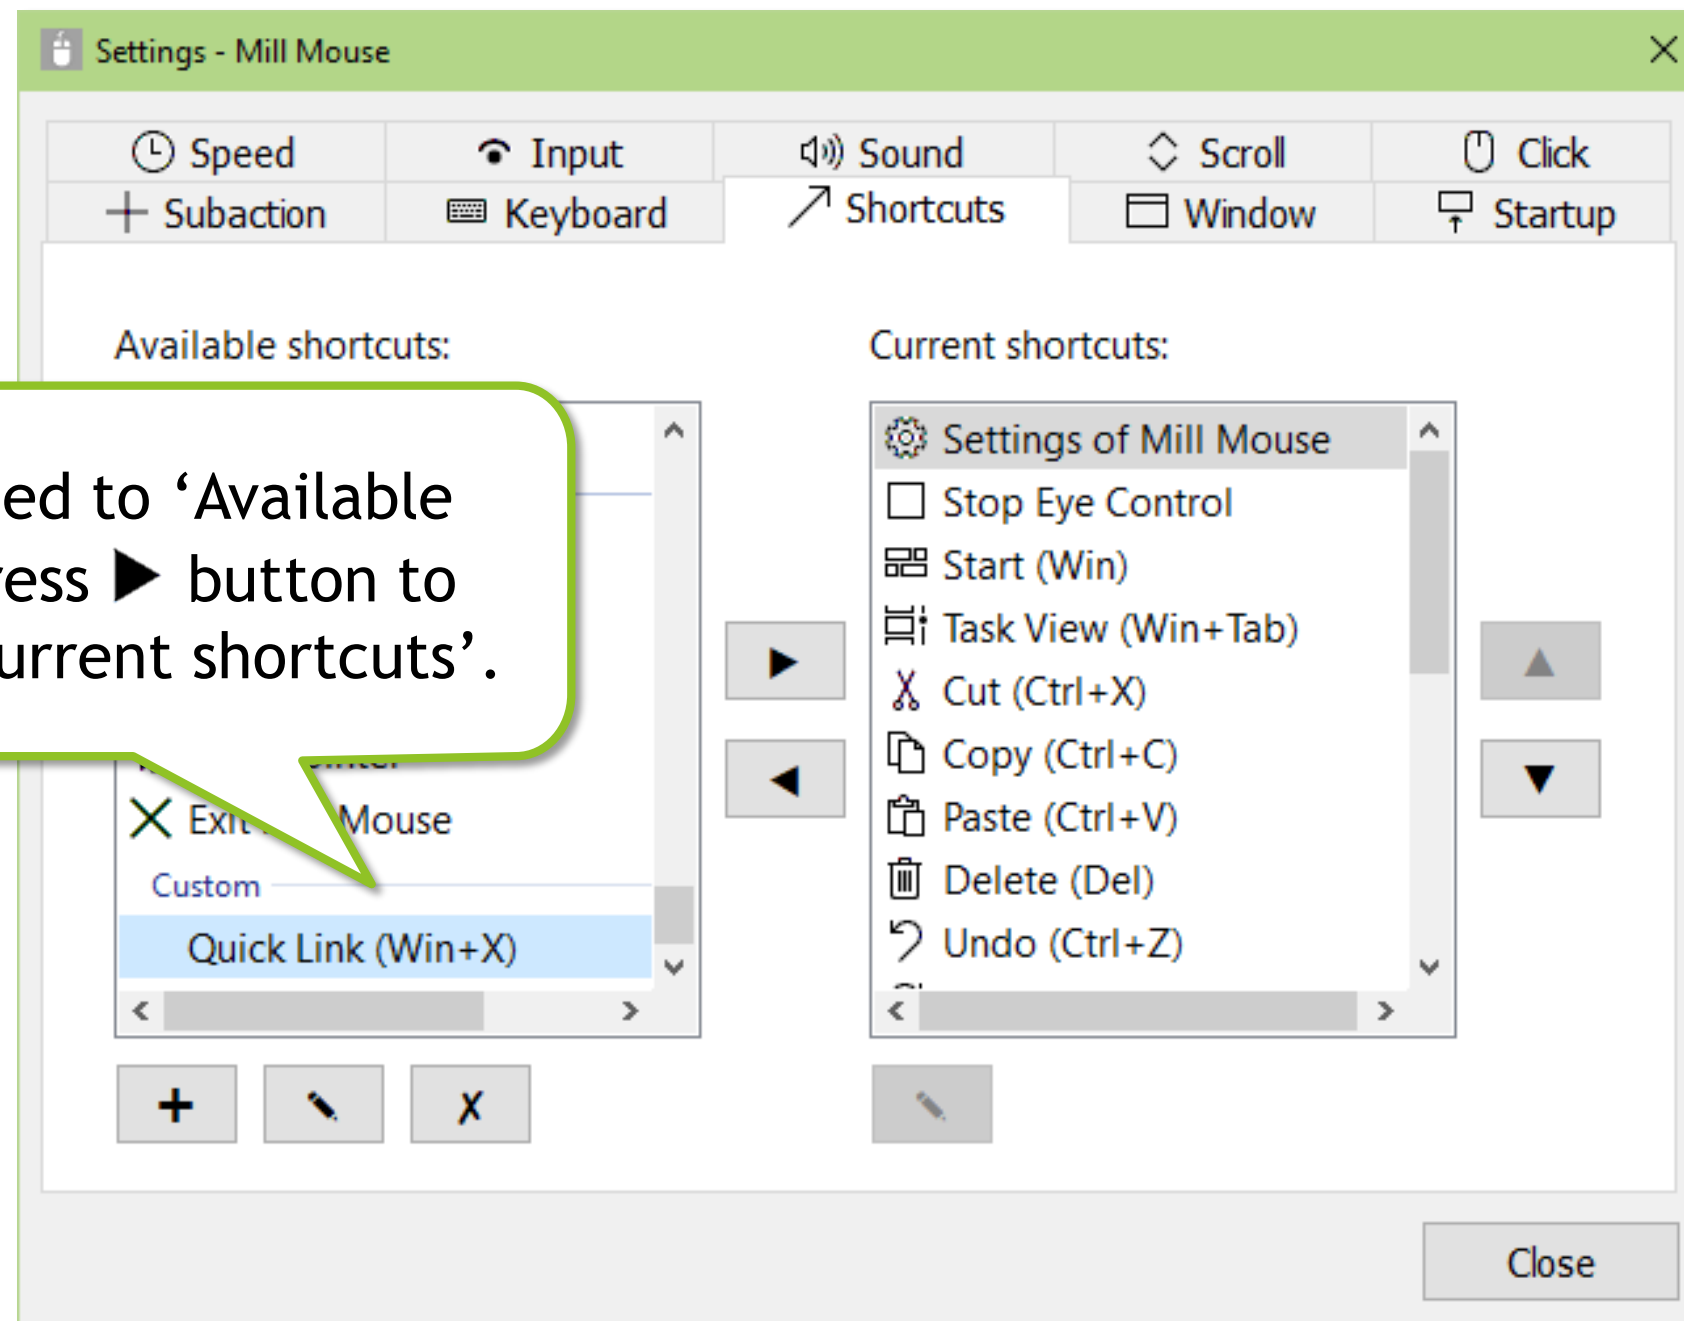 Settings - Mill Mouse
Speed Input Sound Scroll Click
Subaction Keyboard Shortcuts Window Startup
Available shortcuts:
Current shortcuts:
ed to ‘Available
ress ▶ button to
urrent shortcuts’.
Exit Mouse
Custom
Quick Link (Win+X)
Settings of Mill Mouse
Stop Eye Control
Start (Win)
Task View (Win+Tab)
Cut (Ctrl+X)
Copy (Ctrl+C)
Paste (Ctrl+V)
Delete (Del)
Undo (Ctrl+Z)
Close